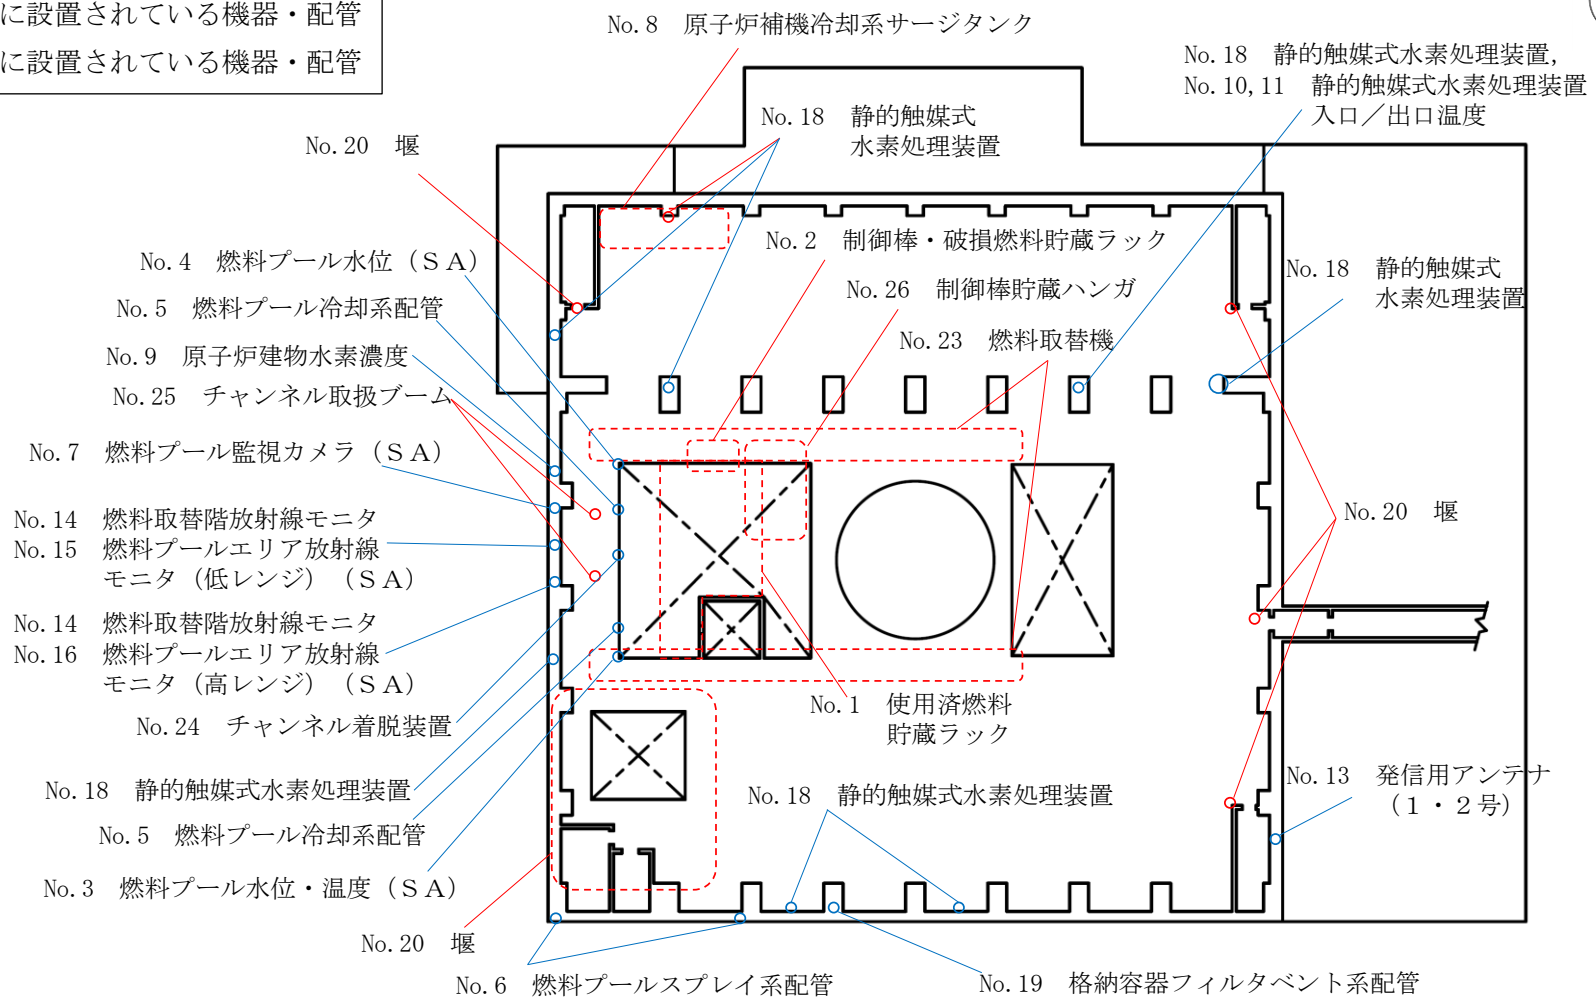 に設置されている機器・配管
に設置されている機器・配管
No.8 原子炉補機冷却系サージタンク
No.18 静的触媒式水素処理装置,
No.10,11 静的触媒式水素処理装置
入口／出口温度
No.18 静的触媒式
水素処理装置
No.20 堰
No.2 制御棒・破損燃料貯蔵ラック
No.4 燃料プール水位（ＳＡ）
No.18 静的触媒式
水素処理装置
No.26 制御棒貯蔵ハンガ
No.5 燃料プール冷却系配管
No.23 燃料取替機
No.9 原子炉建物水素濃度
No.25 チャンネル取扱ブーム
No.7 燃料プール監視カメラ（ＳＡ）
No.14 燃料取替階放射線モニタ
No.15 燃料プールエリア放射線
モニタ（低レンジ）（ＳＡ）
No.20 堰
No.14 燃料取替階放射線モニタ
No.16 燃料プールエリア放射線
モニタ（高レンジ）（ＳＡ）
No.1 使用済燃料
貯蔵ラック
No.24 チャンネル着脱装置
No.18 静的触媒式水素処理装置
No.18 静的触媒式水素処理装置
No.13 発信用アンテナ
（１・２号）
No.5 燃料プール冷却系配管
No.3 燃料プール水位・温度（ＳＡ）
No.20 堰
No.6 燃料プールスプレイ系配管
No.19 格納容器フィルタベント系配管